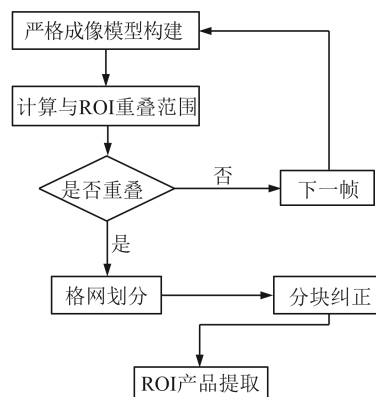 严格成像模型构建
计算与ROI重叠范围
是否重叠
否
下一帧
是
格网划分
分块纠正
ROI产品提取